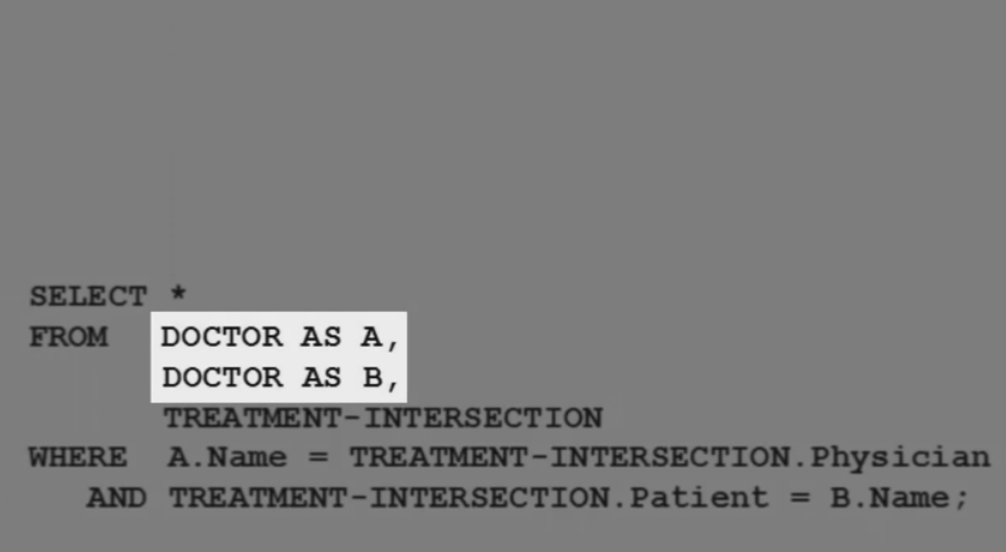 SELECT *
FROM DOCTOR AS A,
DOCTOR AS B,
TREATMENT-INTERSECTION
WHERE A.Name = TREATMENT-INTERSECTION.Physician
AND TREATMENT-INTERSECTION.Patient = B.Name;